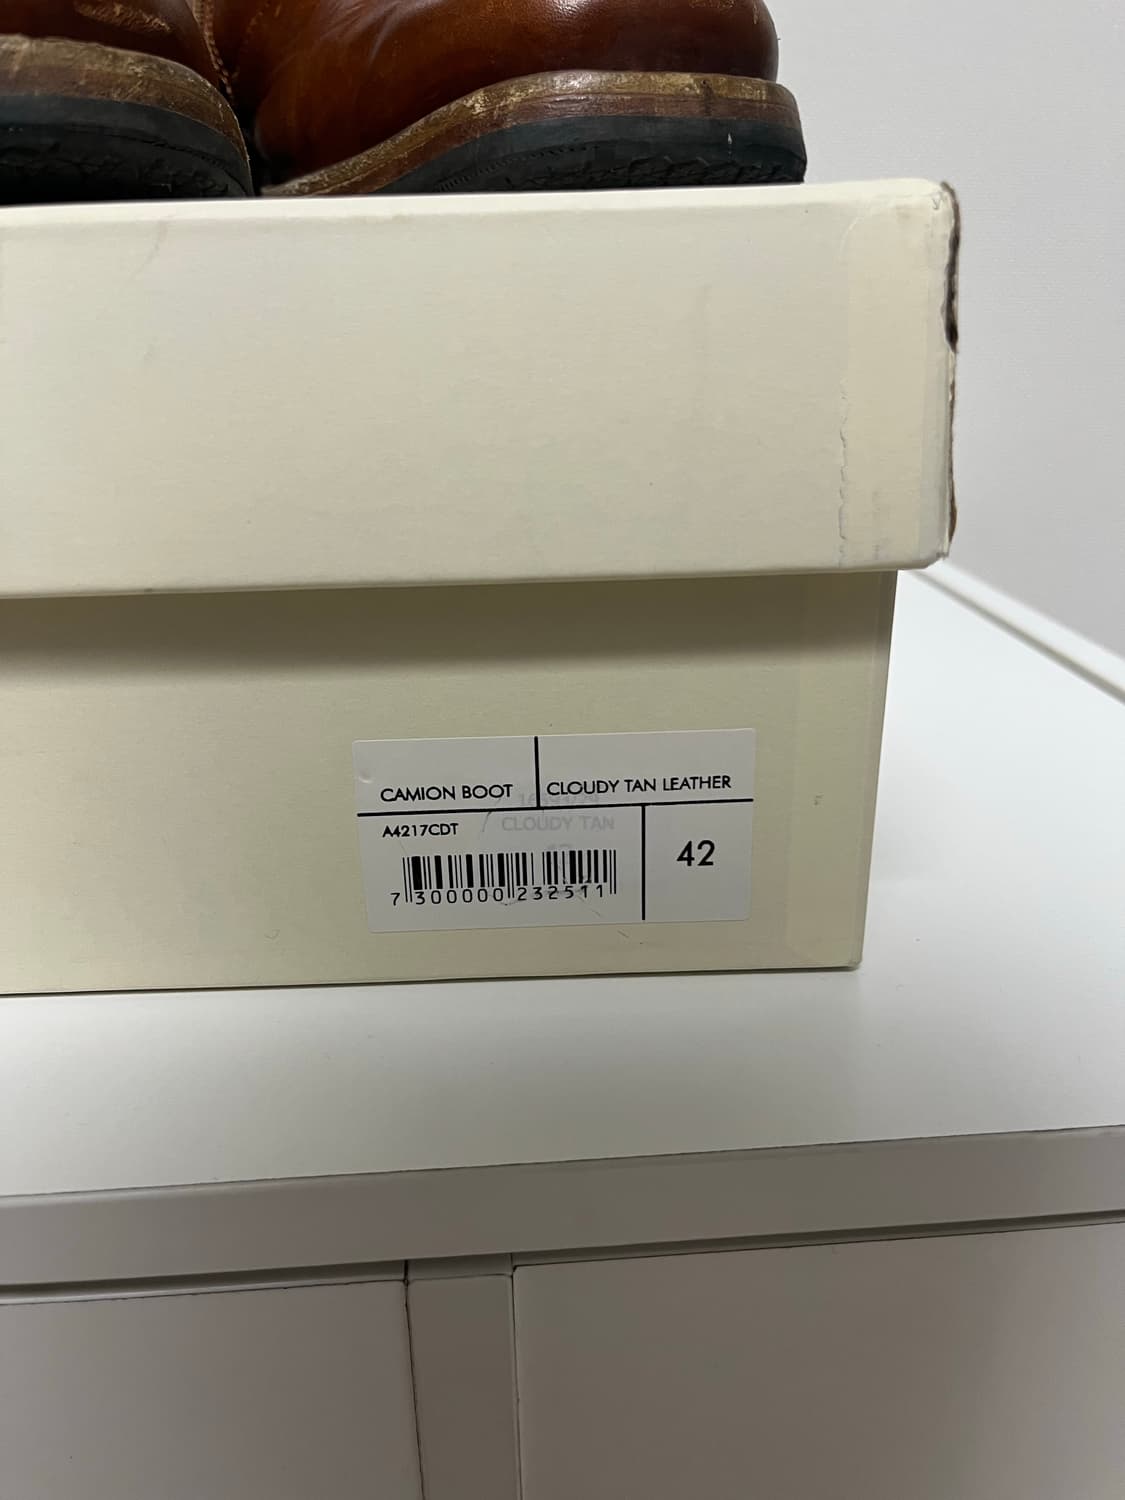 CAMION BOOT
CLOUDY TAN LEATHER
A4217CDT
CLOUDY TAN
42
7 300000 232511